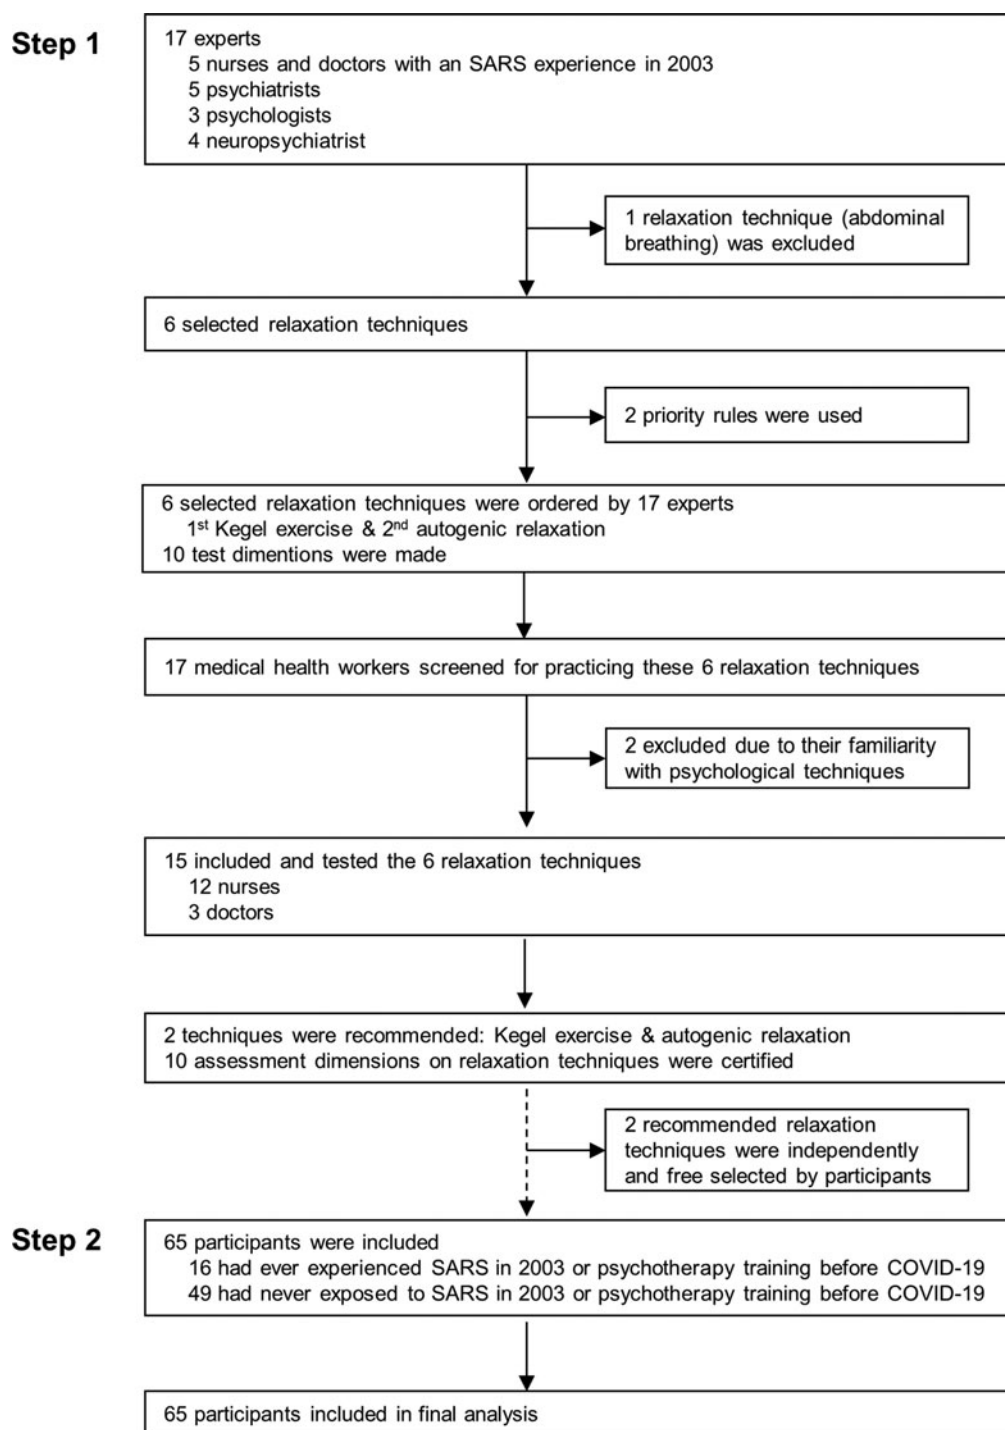 Step 1
17 experts
5 nurses and doctors with an SARS experience in 2003
5 psychiatrists
3 psychologists
4 neuropsychiatrist
1 relaxation technique (abdominal
breathing) was excluded
6 selected relaxation techniques
2 priority rules were used
6 selected relaxation techniques were ordered by 17 experts
1st Kegel exercise & 2nd autogenic relaxation
10 test dimentions were made
17 medical health workers screened for practicing these 6 relaxation techniques
2 excluded due to their familiarity
with psychological techniques
15 included and tested the 6 relaxation techniques
12 nurses
3 doctors
2 techniques were recommended: Kegel exercise & autogenic relaxation
10 assessment dimensions on relaxation techniques were certified
2 recommended relaxation
techniques were independently
and free selected by participants
Step 2
65 participants were included
16 had ever experienced SARS in 2003 or psychotherapy training before COVID-19
49 had never exposed to SARS in 2003 or psychotherapy training before COVID-19
65 participants included in final analysis